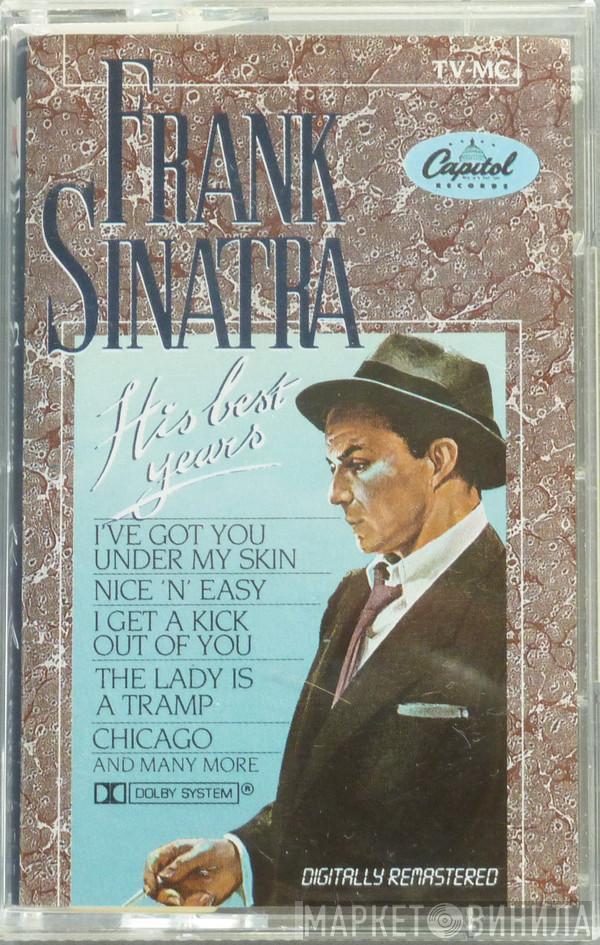 TV-MC
FRANK
SINATRA
Capitol
RECORDS
His best
years
I'VE GOT YOU
UNDER MY SKIN
NICE 'N' EASY
I GET A KICK
OUT OF YOU
THE LADY IS
A TRAMP
CHICAGO
AND MANY MORE
DOLBY SYSTEM ®
DIGITALLY REMASTERED
МАРКЕТ ВИНИЛА